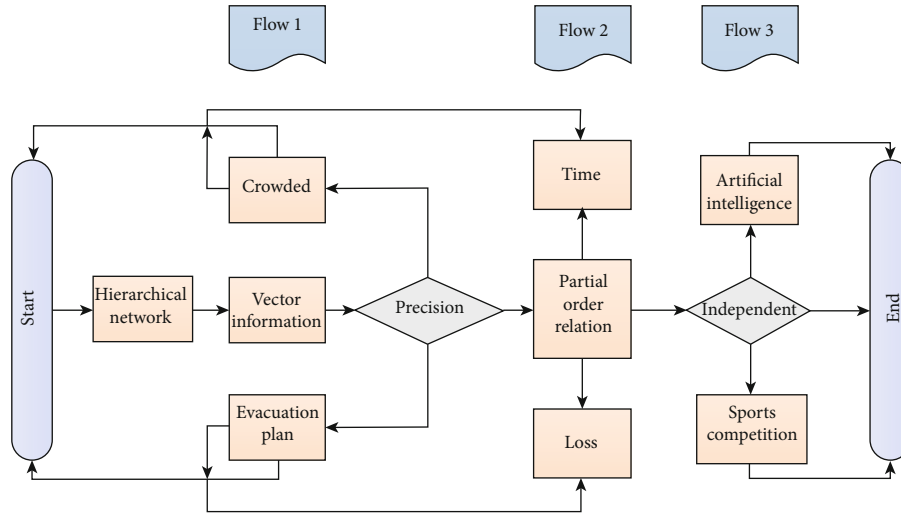 Flow 1
Flow 2
Flow 3
Start
Hierarchical
network
Crowded
Vector
information
Evacuation
plan
Precision
Time
Partial
order
relation
Loss
Artificial
intelligence
Independent
Sports
competition
End